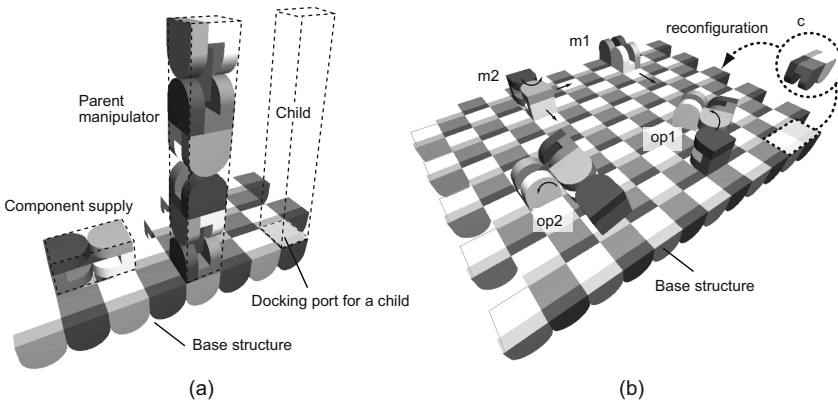 Parent
manipulator
Child
Component supply
Docking port for a child
Base structure
(a)
c
reconfiguration
m1
m2
op1
op2
Base structure
(b)